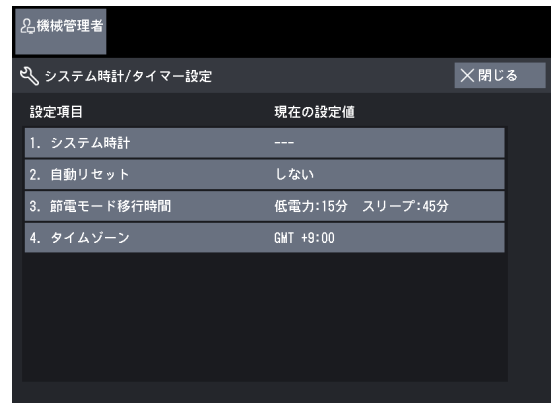 機械管理者
システム時計/タイマー設定 ×閉じる
設定項目 現在の設定値
1. システム時計 ---
2. 自動リセット しない
3. 節電モード移行時間 低電力:15分 スリープ:45分
4. タイムゾーン GMT +9:00